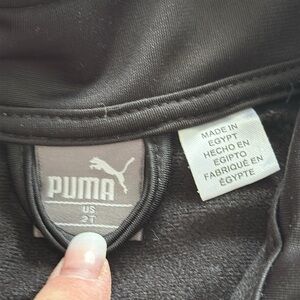 PUMA
US
2T
MADE IN
EGYPT
HECHO EN
EGIPTO
FABRIQUÉ EN
ÉGYPTE